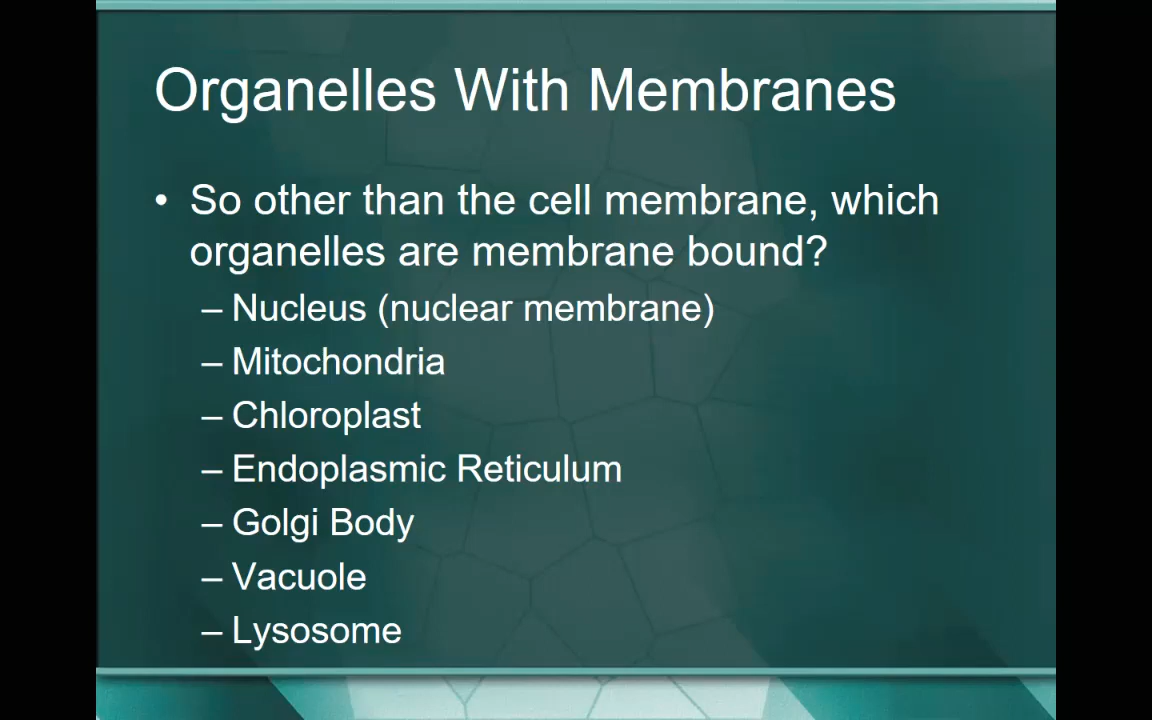 Organelles With Membranes
• So other than the cell membrane, which
organelles are membrane bound?
– Nucleus (nuclear membrane)
– Mitochondria
– Chloroplast
– Endoplasmic Reticulum
– Golgi Body
– Vacuole
– Lysosome